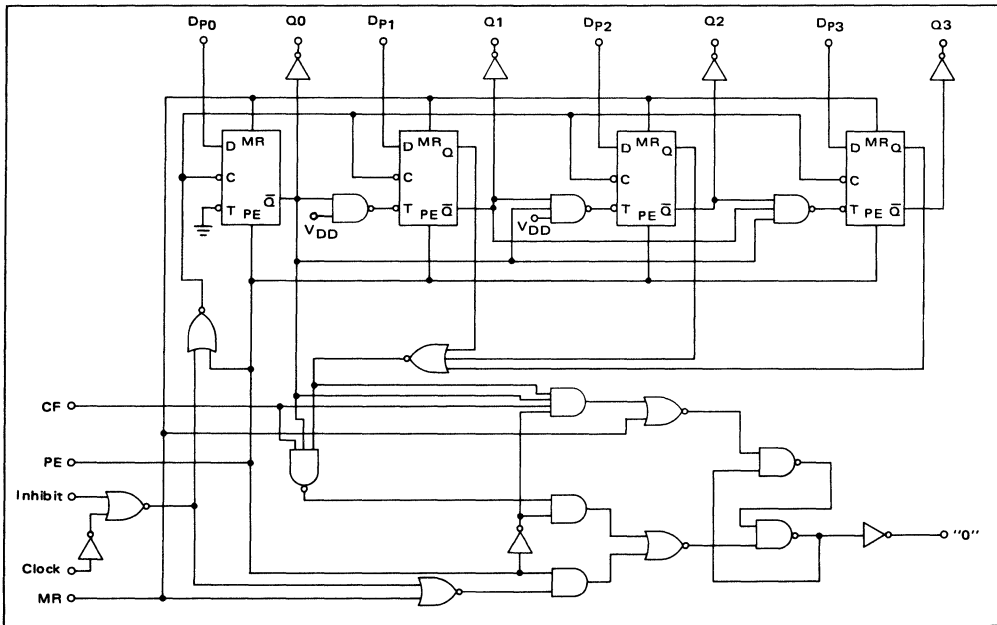 DP0 Q0 DP1 Q1 DP2 Q2 DP3 Q3
MR MR MR MR
D D Q D Q D Q
C C C C
T PE Q̅ T PE Q̅ T PE Q̅ T PE Q̅
VDD VDD
CF
PE
Inhibit
Clock
MR
"0"